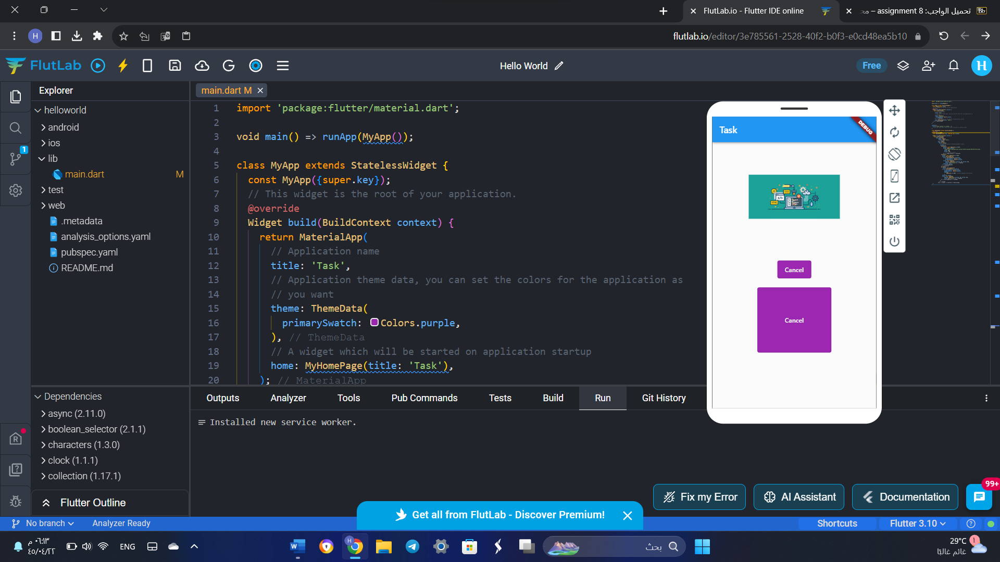 FlutLab.io - Flutter IDE online
تحميل الواجب: assignment 8 – مح
Bb
H
flutlab.io/editor/3e785561-2528-40f2-b0f3-e0cd48ea5b10
FlutLab
Hello World
Free
H
Explorer
helloworld
android
ios
lib
main.dart M
test
web
.metadata
analysis_options.yaml
pubspec.yaml
README.md
1
main.dart M
1 import 'package:flutter/material.dart';
2
3 void main() => runApp(MyApp());
4
5 class MyApp extends StatelessWidget {
6 const MyApp({super.key});
7 // This widget is the root of your application.
8 @override
9 Widget build(BuildContext context) {
10 return MaterialApp(
11 // Application name
12 title: 'Task',
13 // Application theme data, you can set the colors for the application as
14 // you want
15 theme: ThemeData(
16 primarySwatch: Colors.purple,
17 ), // ThemeData
18 // A widget which will be started on application startup
19 home: MyHomePage(title: 'Task'),
20 ); // MaterialApp
Task
DEBUG
Cancel
Cancel
Dependencies
async (2.11.0)
boolean_selector (2.1.1)
characters (1.3.0)
clock (1.1.1)
collection (1.17.1)
Flutter Outline
Outputs
Analyzer
Tools
Pub Commands
Tests
Build
Run
Git History
Installed new service worker.
Fix my Error
AI Assistant
Documentation
99+
Get all from FlutLab - Discover Premium!
No branch
Analyzer Ready
Shortcuts
Flutter 3.10
٠٦:١٣ م
٤٥/٠٤/٢٢
ENG
بحث
29°C
غائم غالبًا
1